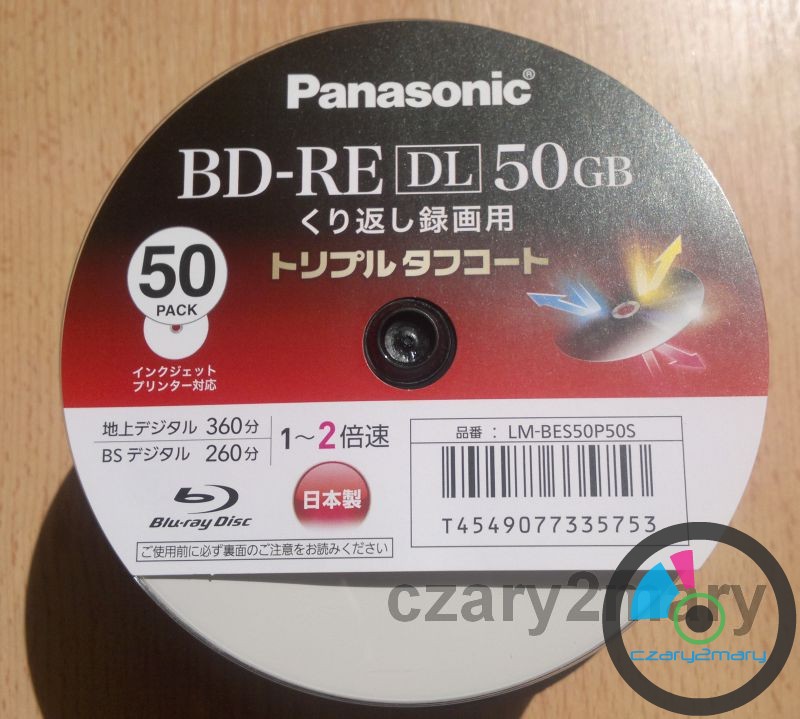 Panasonic®
BD-RE DL 50GB
くり返し録画用
トリプル タフコート
50
PACK
インクジェット
プリンター対応
地上デジタル 360分
BSデジタル 260分
1～2倍速
Blu-ray Disc
日本製
ご使用前に必ず裏面のご注意をお読みください
品番 : LM-BES50P50S
T4549077335753
czary2mary
czary2mary